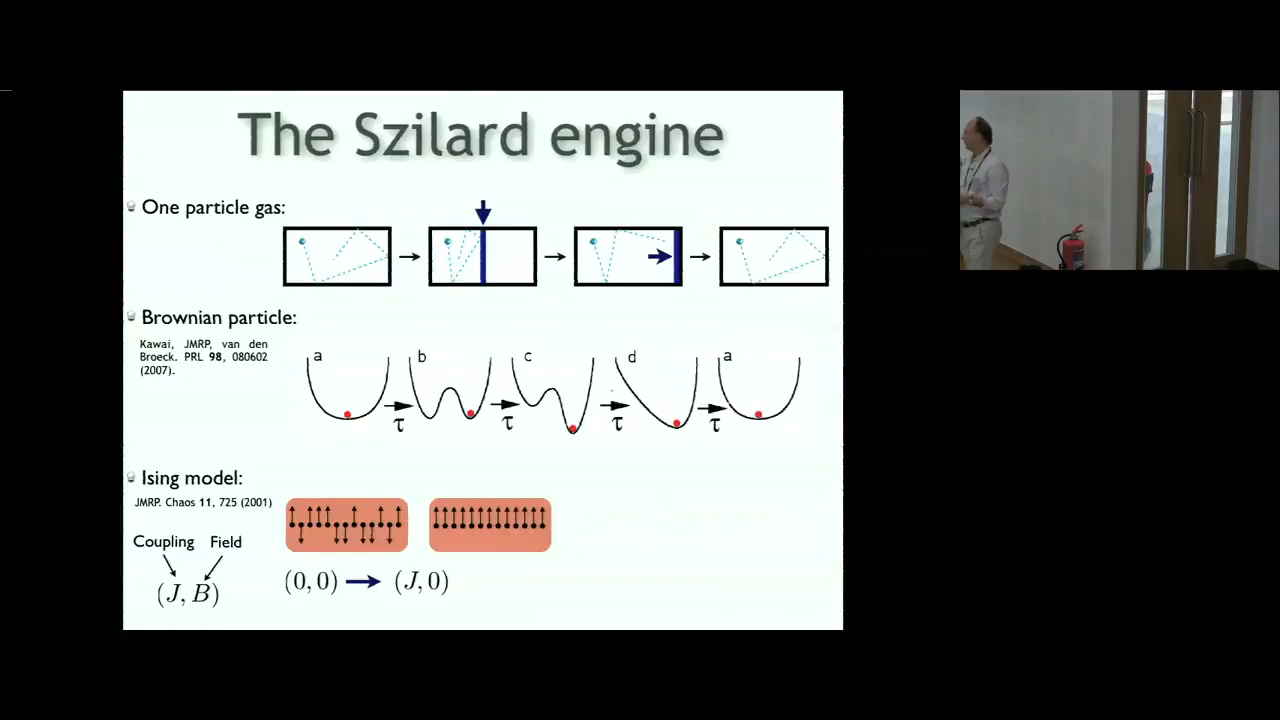 The Szilard engine
One particle gas:
Brownian particle:
Kawai, JMRP, van den
Broeck. PRL 98, 080602
(2007).
a b c d a
τ τ τ τ
Ising model:
JMRP. Chaos 11, 725 (2001)
Coupling Field
(J, B)
(0, 0) → (J, 0)